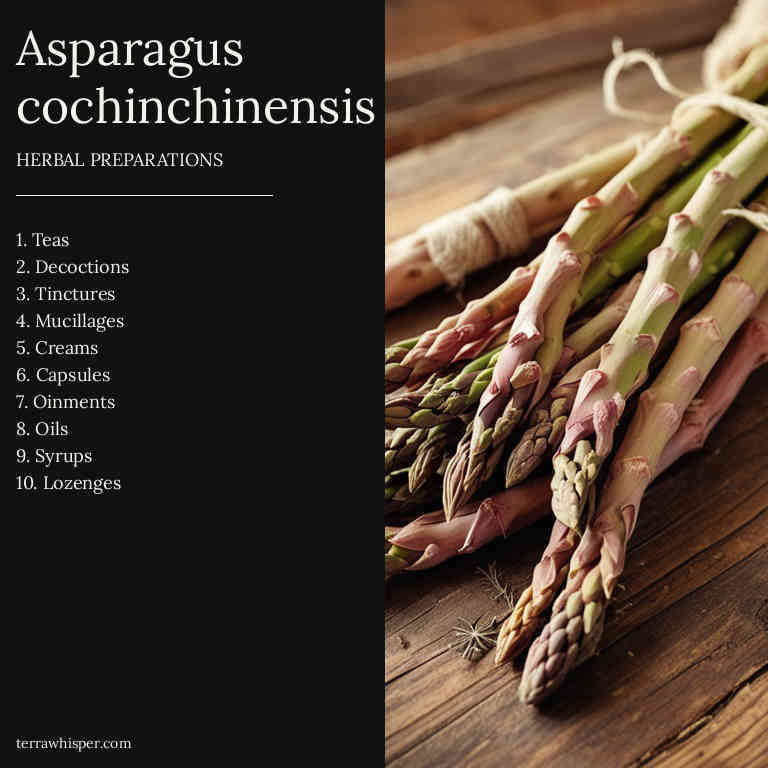 Asparagus
cochinchinensis
HERBAL PREPARATIONS
1. Teas
2. Decoctions
3. Tinctures
4. Mucillages
5. Creams
6. Capsules
7. Oinments
8. Oils
9. Syrups
10. Lozenges
terrawhisper.com